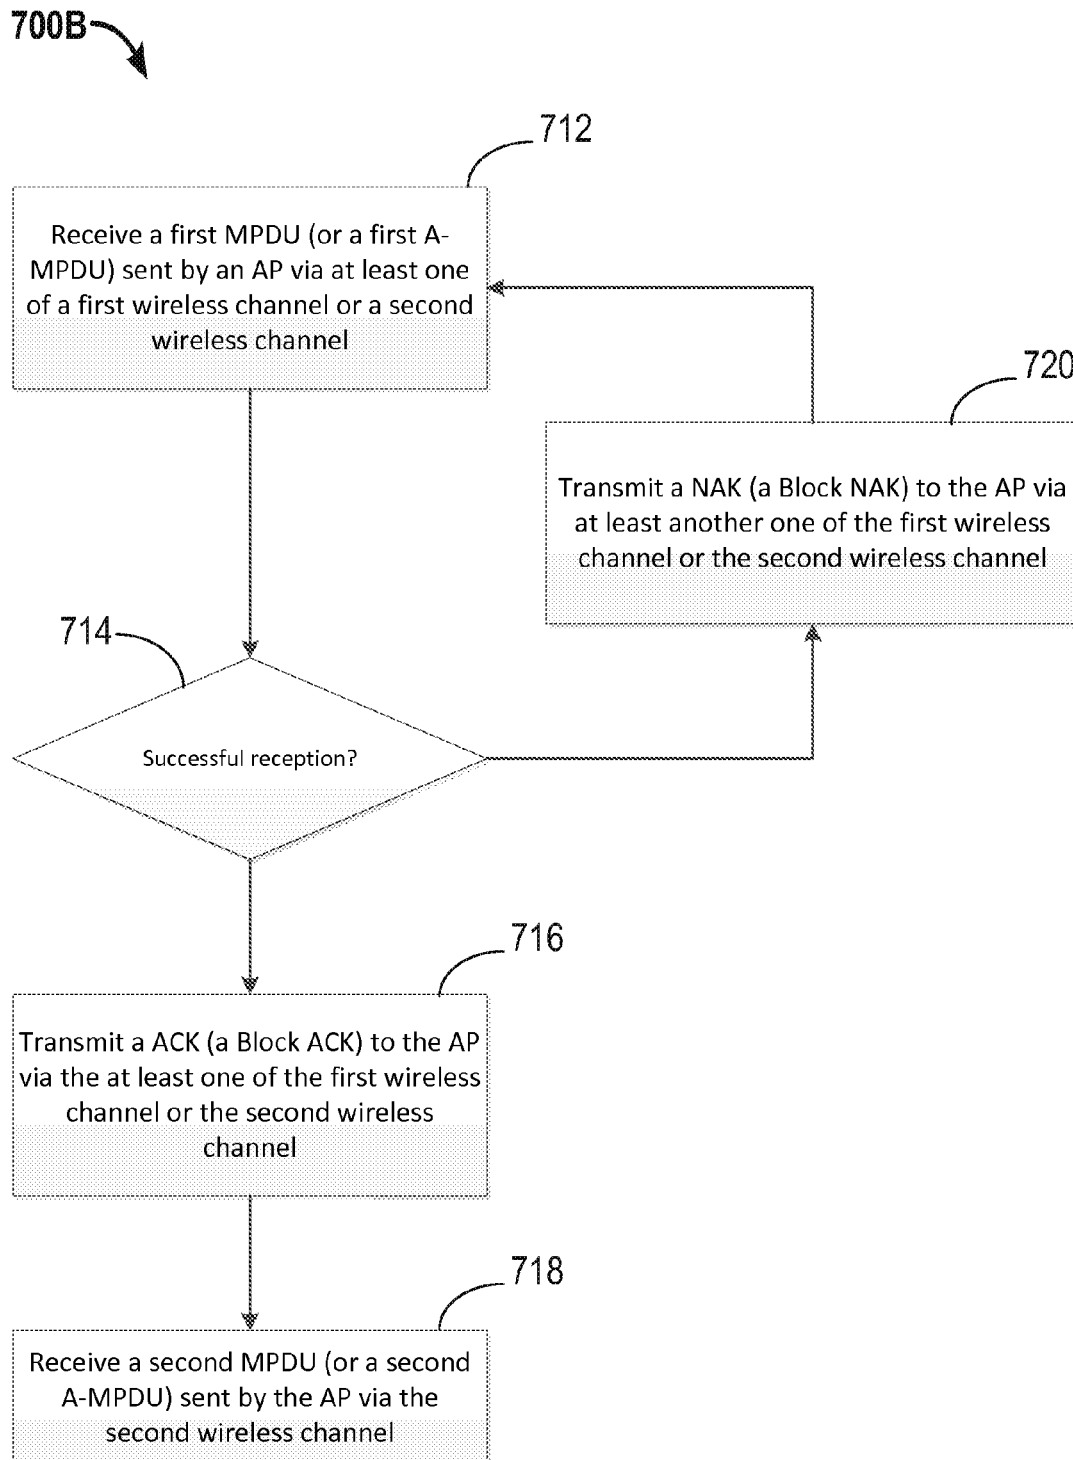 700B
712
Receive a first MPDU (or a first A-
MPDU) sent by an AP via at least one
of a first wireless channel or a second
wireless channel
720
Transmit a NAK (a Block NAK) to the AP via
at least another one of the first wireless
channel or the second wireless channel
714
Successful reception?
716
Transmit a ACK (a Block ACK) to the AP
via the at least one of the first wireless
channel or the second wireless
channel
718
Receive a second MPDU (or a second
A-MPDU) sent by the AP via the
second wireless channel